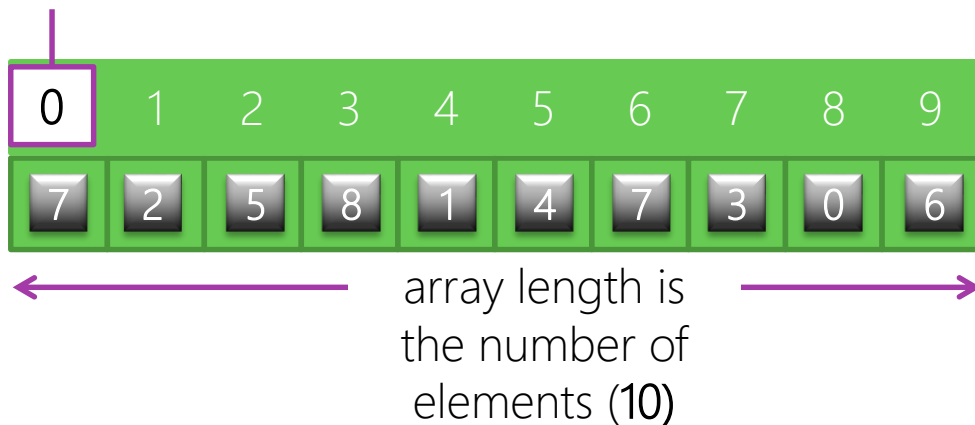 0 1 2 3 4 5 6 7 8 9
7 2 5 8 1 4 7 3 0 6
array length is
the number of
elements (10)